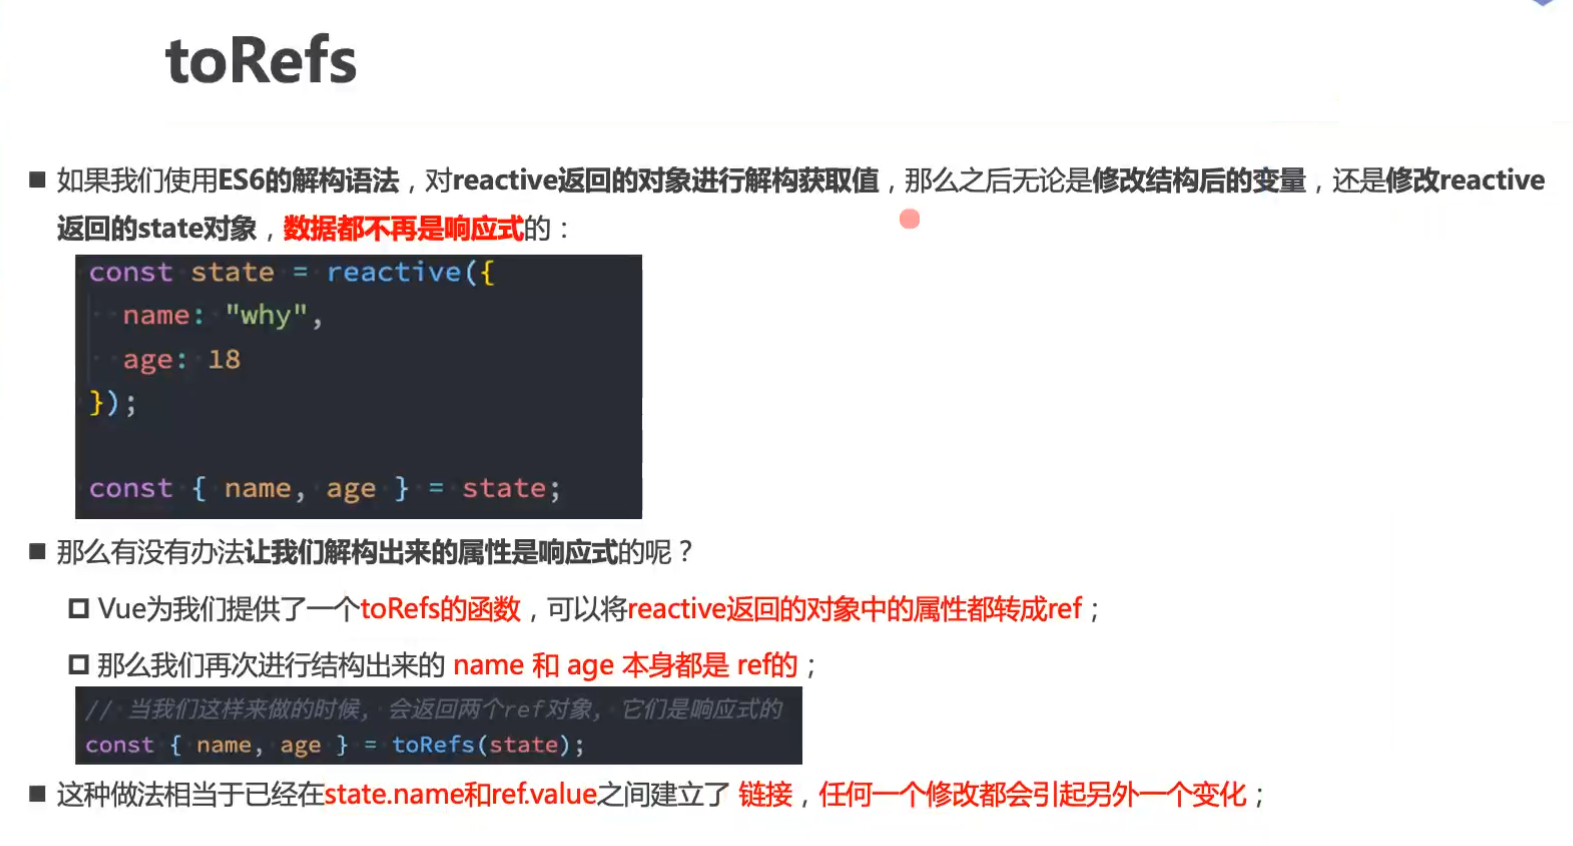 toRefs
■ 如果我们使用ES6的解构语法，对reactive返回的对象进行解构获取值，那么之后无论是修改结构后的变量，还是修改reactive
返回的state对象，数据都不再是响应式的：
const state = reactive({
name: "why",
age: 18
});
const { name, age } = state;
■ 那么有没有办法让我们解构出来的属性是响应式的呢？
Vue为我们提供了一个toRefs的函数，可以将reactive返回的对象中的属性都转成ref；
那么我们再次进行结构出来的 name 和 age 本身都是 ref的；
// 当我们这样来做的时候, 会返回两个ref对象, 它们是响应式的
const { name, age } = toRefs(state);
■ 这种做法相当于已经在state.name和ref.value之间建立了 链接，任何一个修改都会引起另外一个变化；